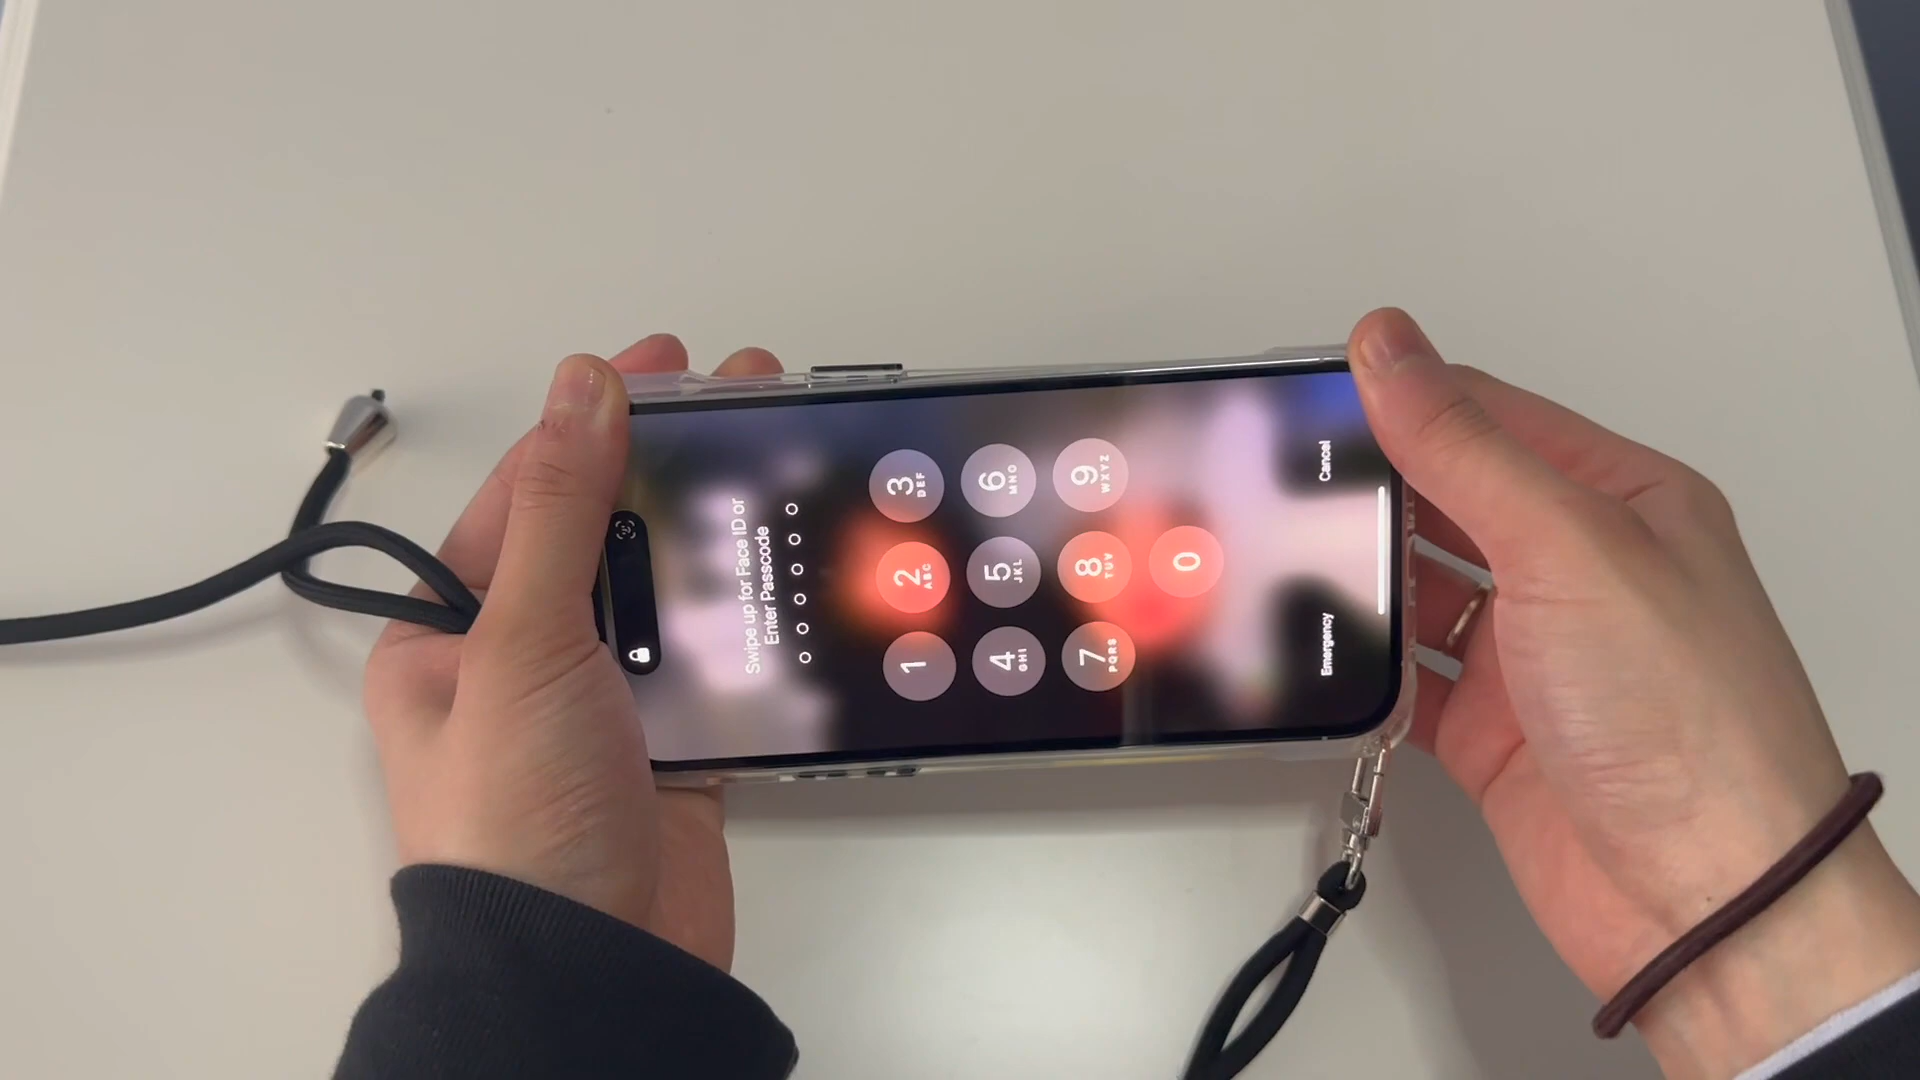 Swipe up for Face ID or
Enter Passcode
1
2
ABC
3
DEF
4
GHI
5
JKL
6
MNO
7
PQRS
8
TUV
9
WXYZ
0
Emergency
Cancel